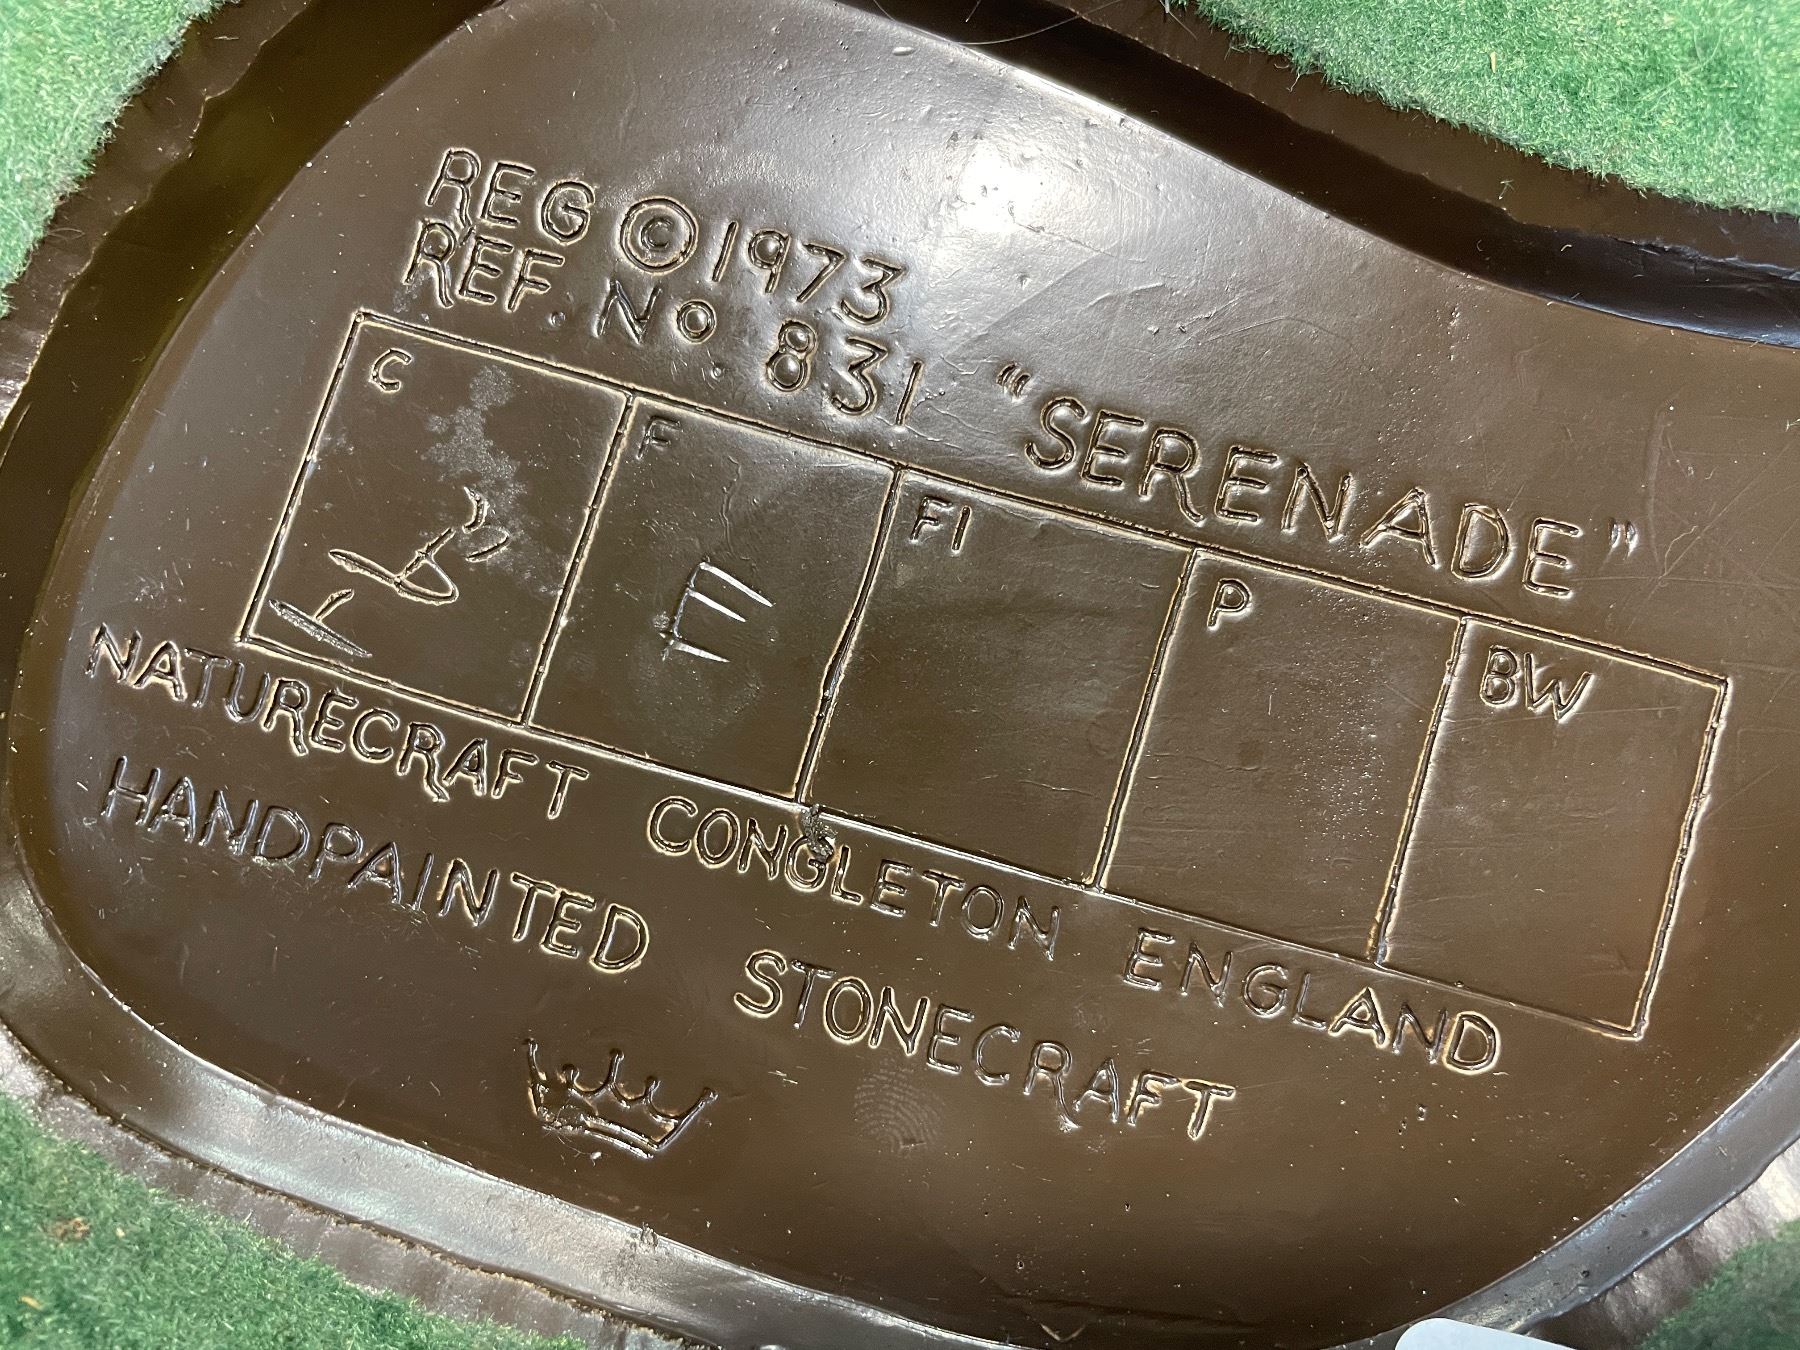 REG © 1973
REF. No. 831 "SERENADE"
C F FI P BW
E
NATURECRAFT CONGLETON ENGLAND
HANDPAINTED STONECRAFT